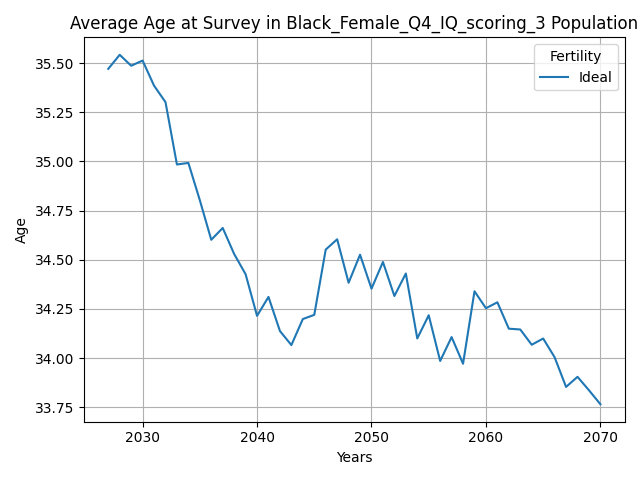 Average Age at Survey in Black_Female_Q4_IQ_scoring_3 Population
Fertility
Ideal
35.50
35.25
35.00
34.75
34.50
34.25
34.00
33.75
Age
2030 2040 2050 2060 2070
Years